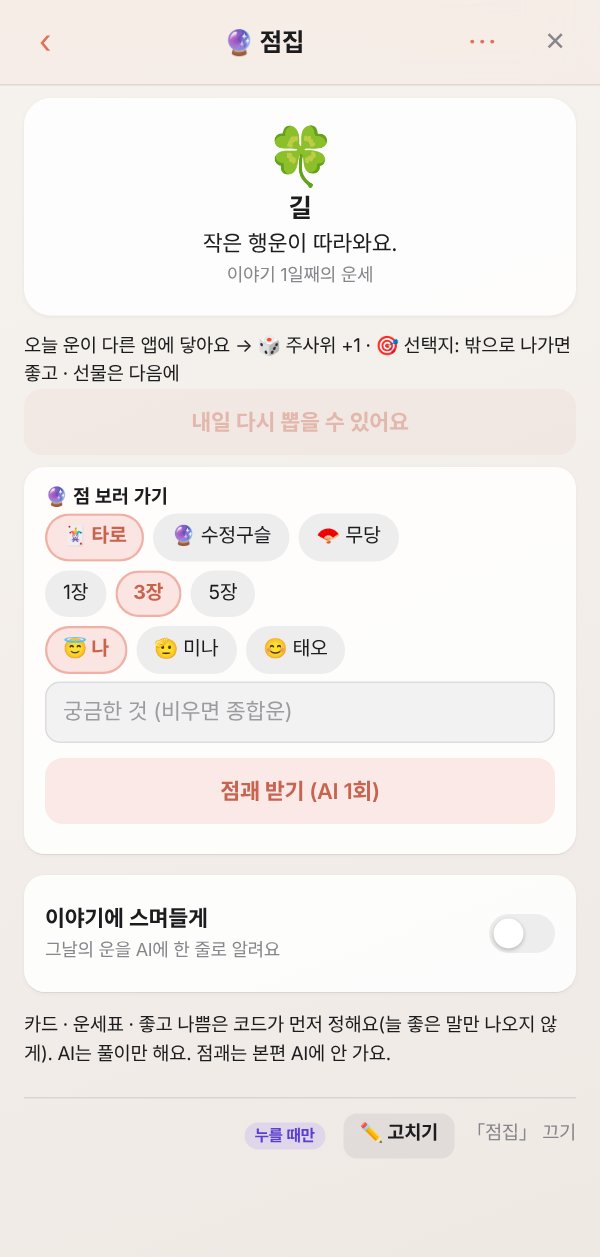 점집
길
작은 행운이 따라와요.
이야기 1일째의 운세
오늘 운이 다른 앱에 닿아요 → 🎲 주사위 +1 · 🎯 선택지: 밖으로 나가면
좋고 · 선물은 다음에
내일 다시 뽑을 수 있어요
🔮 점 보러 가기
🃏 타로 🔮 수정구슬 🪭 무당
1장 3장 5장
😇 나 🫡 미나 😊 태오
궁금한 것 (비우면 종합운)
점괘 받기 (AI 1회)
이야기에 스며들게
그날의 운을 AI에 한 줄로 알려요
카드 · 운세표 · 좋고 나쁨은 코드가 먼저 정해요(늘 좋은 말만 나오지 않
게). AI는 풀이만 해요. 점괘는 본편 AI에 안 가요.
누를 때만 ✏️ 고치기 「점집」 끄기